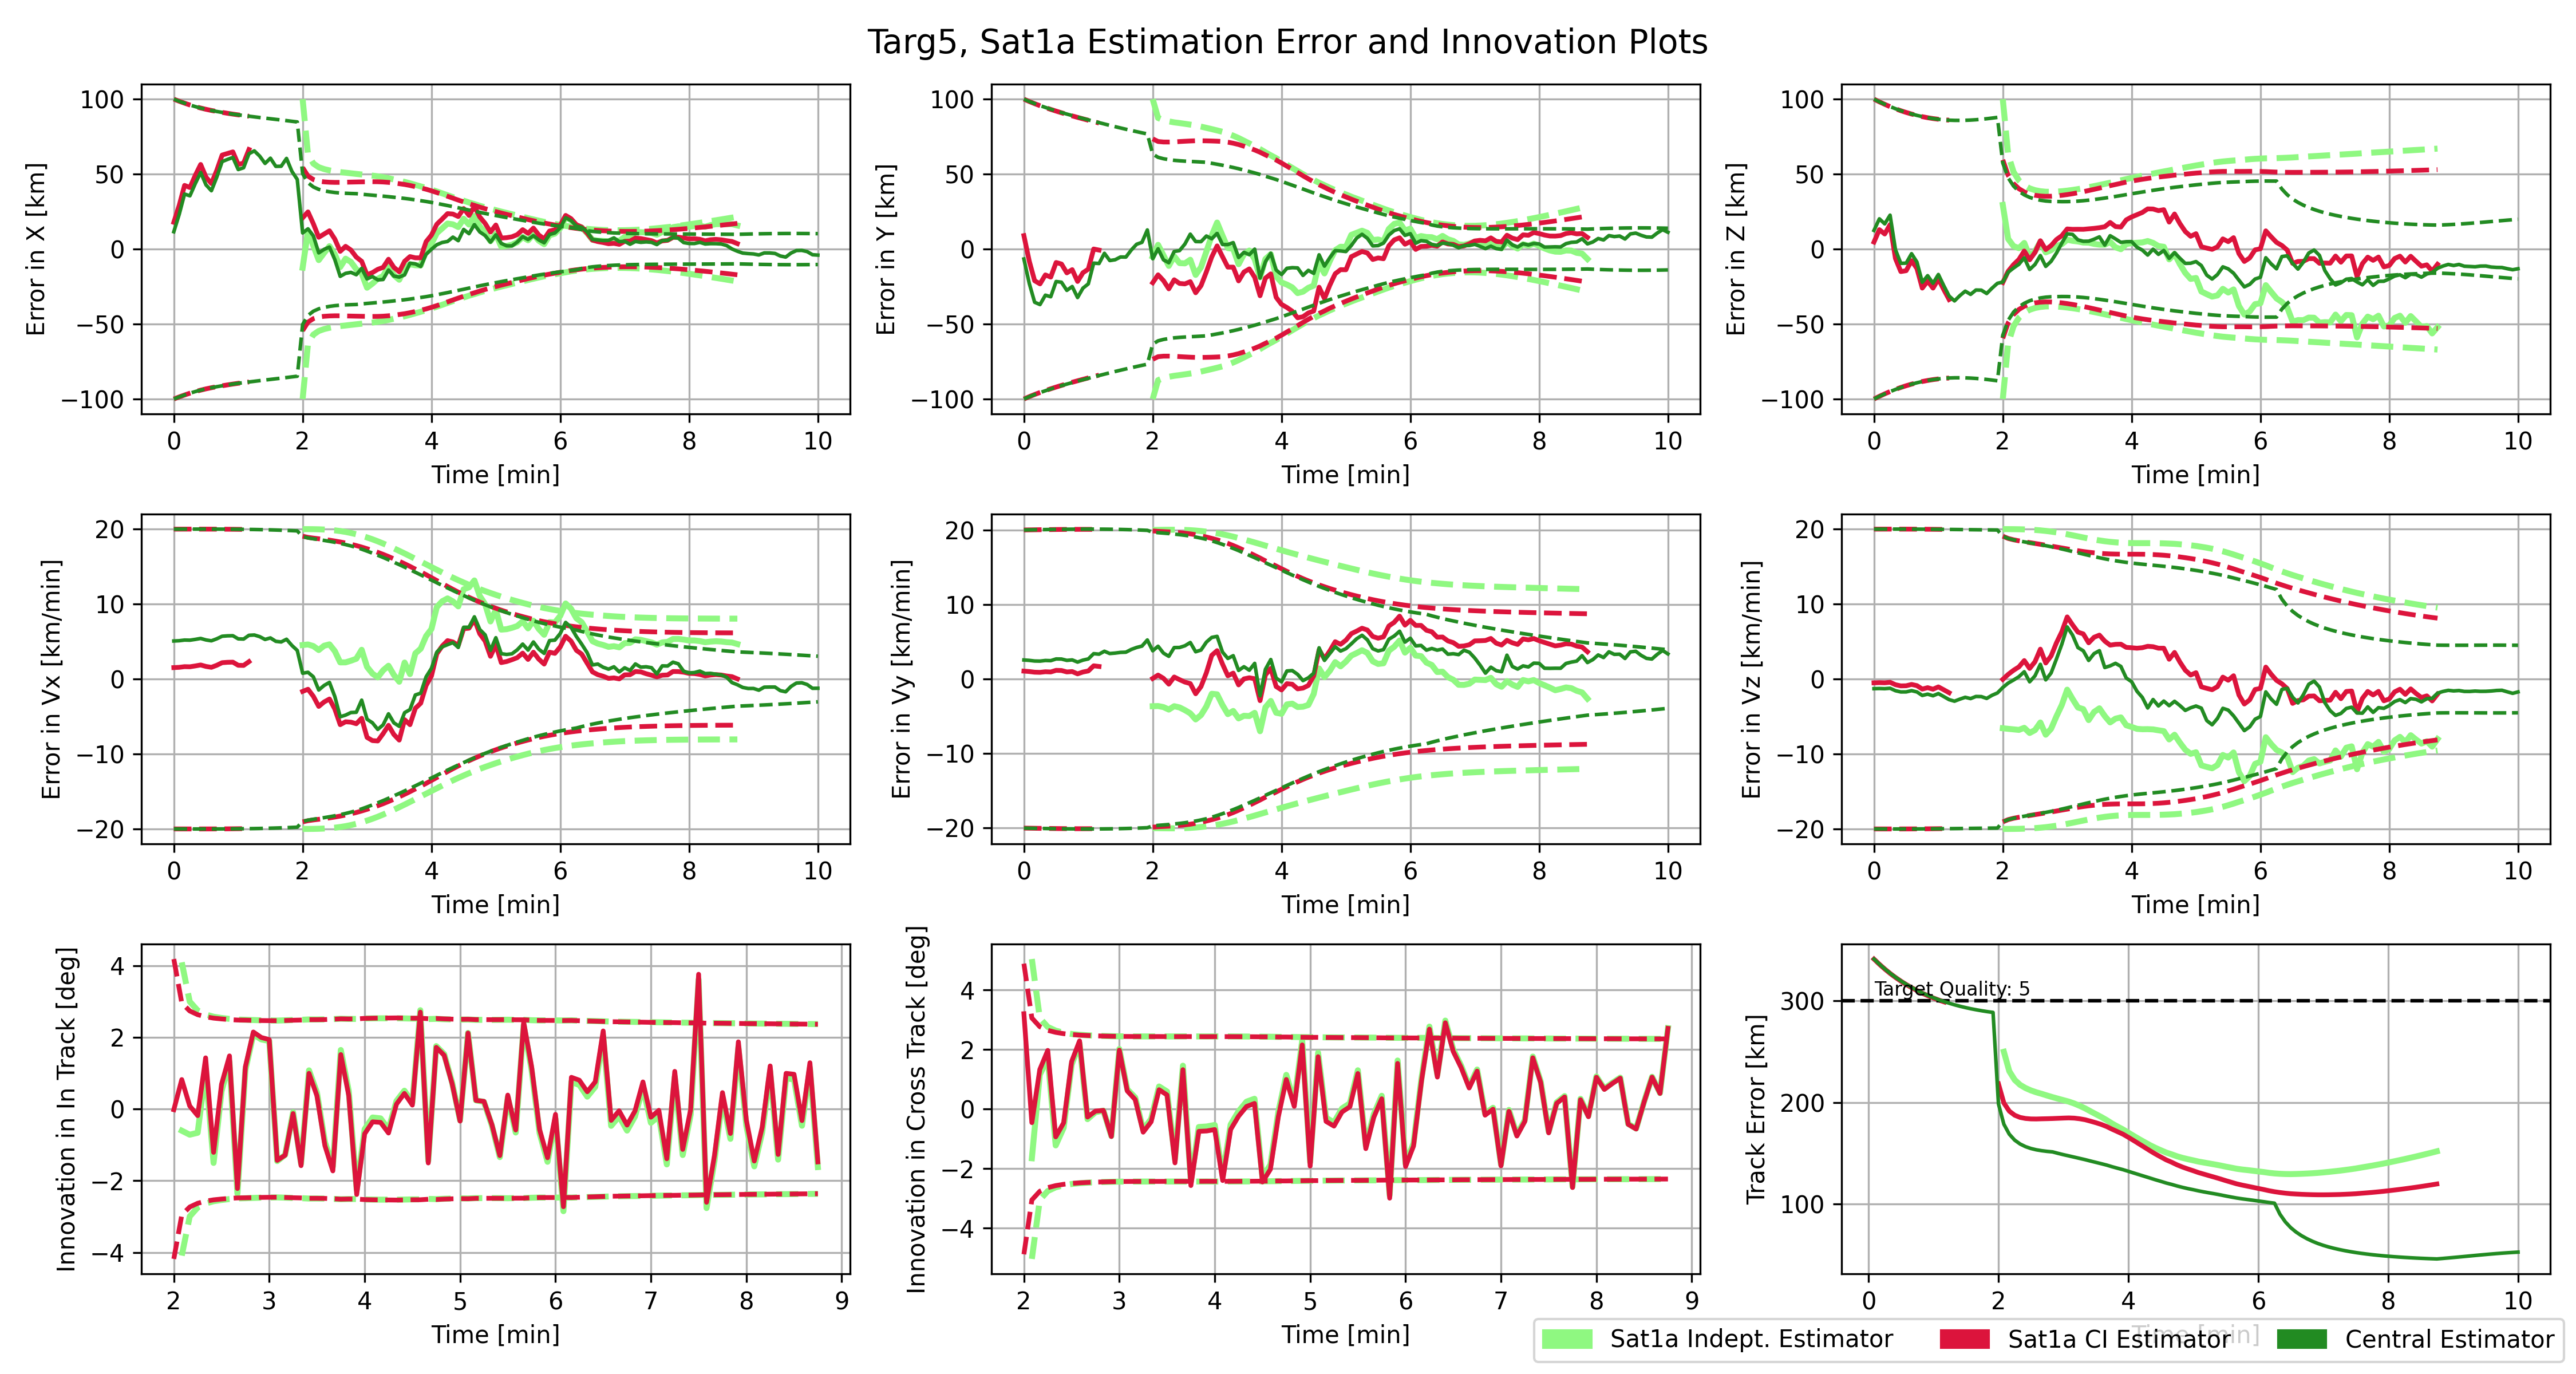 Targ5, Sat1a Estimation Error and Innovation Plots
Error in X [km]
100
50
0
−50
−100
0 2 4 6 8 10
Time [min]
Error in Y [km]
100
50
0
−50
−100
0 2 4 6 8 10
Time [min]
Error in Z [km]
100
50
0
−50
−100
0 2 4 6 8 10
Time [min]
Error in Vx [km/min]
20
10
0
−10
−20
0 2 4 6 8 10
Time [min]
Error in Vy [km/min]
20
10
0
−10
−20
0 2 4 6 8 10
Time [min]
Error in Vz [km/min]
20
10
0
−10
−20
0 2 4 6 8 10
Time [min]
Innovation in In Track [deg]
4
2
0
−2
−4
2 3 4 5 6 7 8 9
Time [min]
Innovation in Cross Track [deg]
4
2
0
−2
−4
2 3 4 5 6 7 8 9
Time [min]
Track Error [km]
300
200
100
Target Quality: 5
0 2 4 6 8 10
Time [min]
Sat1a Indept. Estimator
Sat1a CI Estimator
Central Estimator